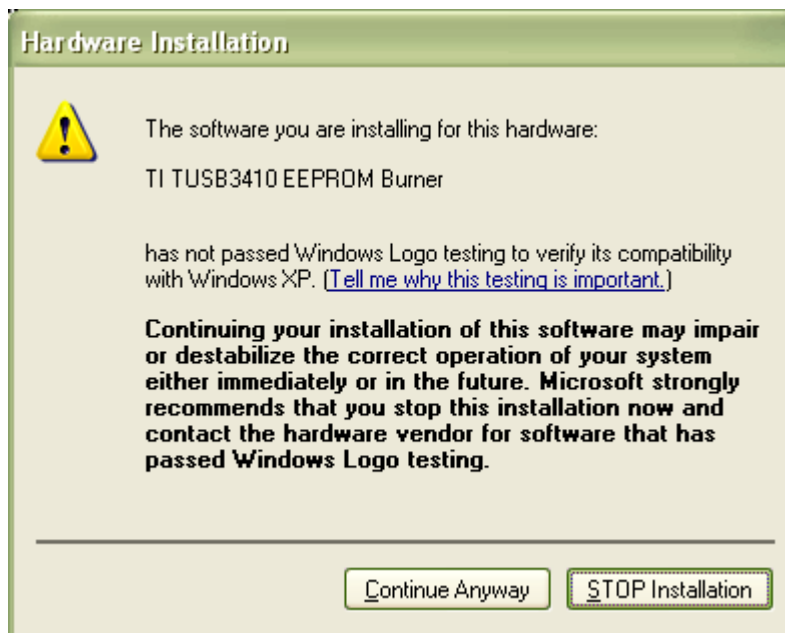 Hardware Installation
The software you are installing for this hardware:
TI TUSB3410 EEPROM Burner
has not passed Windows Logo testing to verify its compatibility
with Windows XP. (Tell me why this testing is important.)
Continuing your installation of this software may impair
or destabilize the correct operation of your system
either immediately or in the future. Microsoft strongly
recommends that you stop this installation now and
contact the hardware vendor for software that has
passed Windows Logo testing.
Continue Anyway STOP Installation